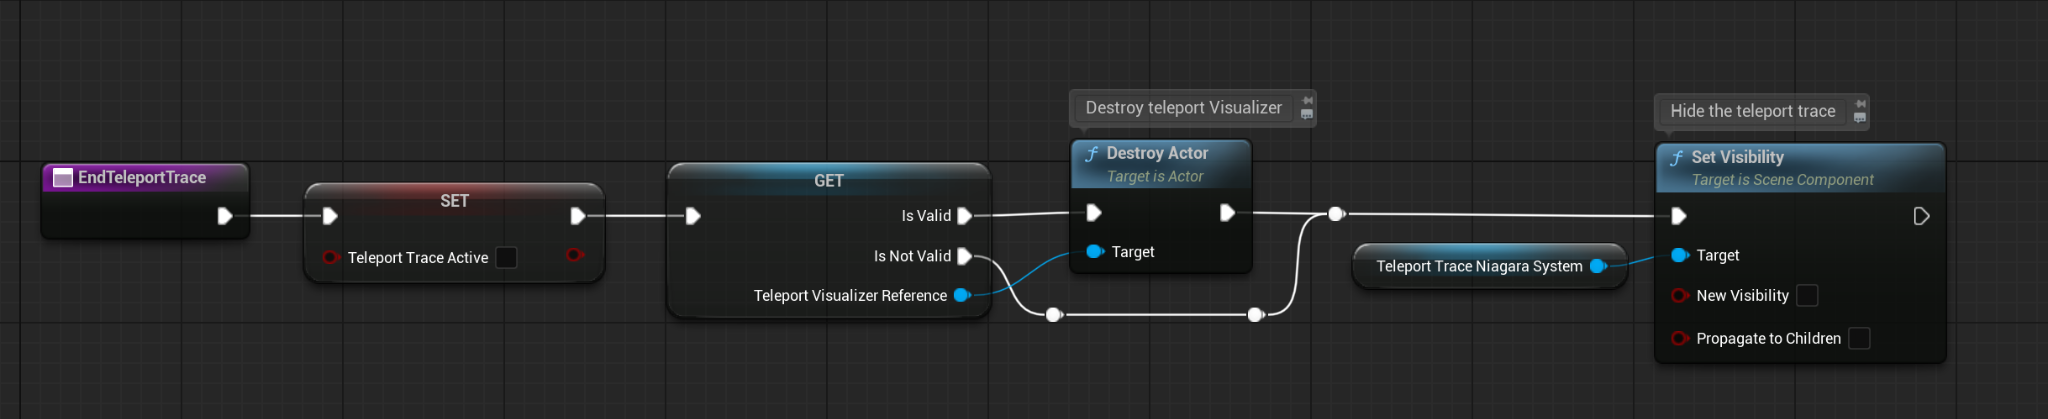 EndTeleportTrace
SET
Teleport Trace Active
GET
Is Valid
Is Not Valid
Teleport Visualizer Reference
Destroy teleport Visualizer
f Destroy Actor
Target is Actor
Target
Teleport Trace Niagara System
Hide the teleport trace
f Set Visibility
Target is Scene Component
Target
New Visibility
Propagate to Children